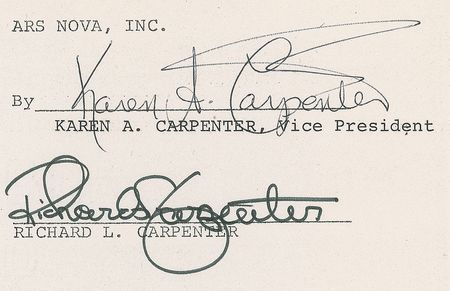 ARS NOVA, INC.
By Karen A. Carpenter
KAREN A. CARPENTER, Vice President
Richard Carpenter
RICHARD L. CARPENTER